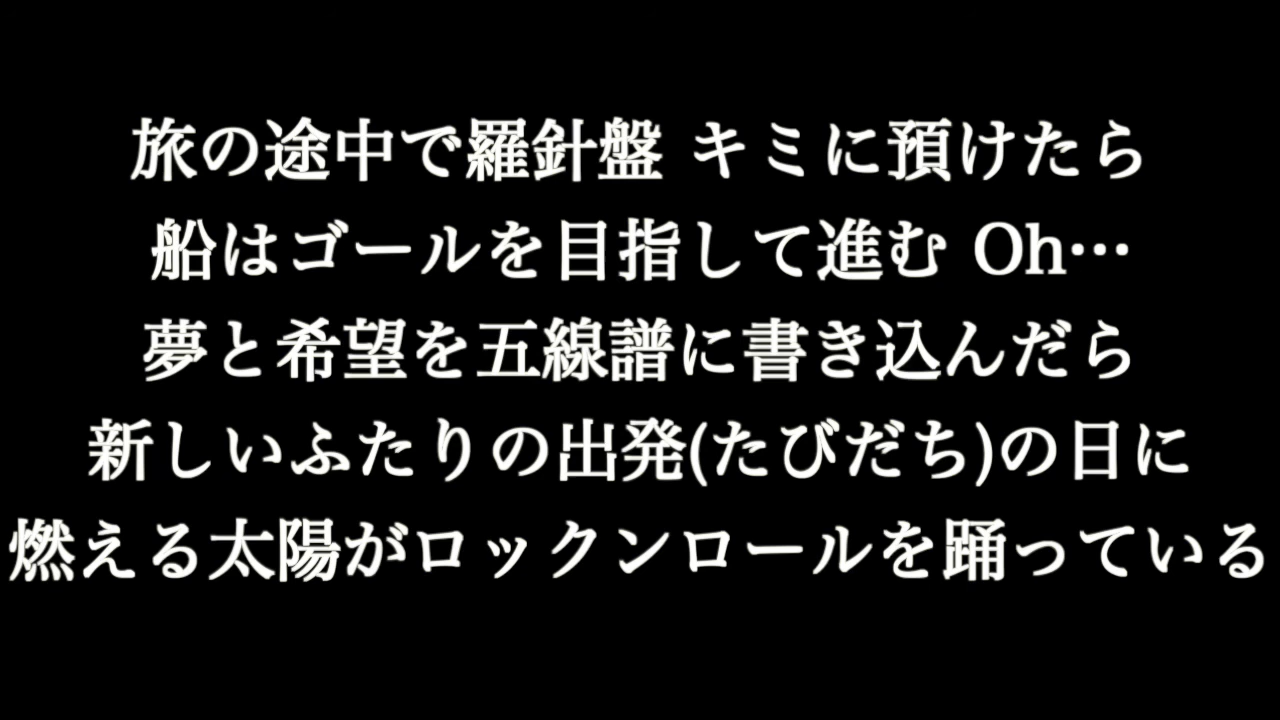 旅の途中で羅針盤 キミに預けたら
船はゴールを目指して進む Oh…
夢と希望を五線譜に書き込んだら
新しいふたりの出発(たびだち)の日に
燃える太陽がロックンロールを踊っている